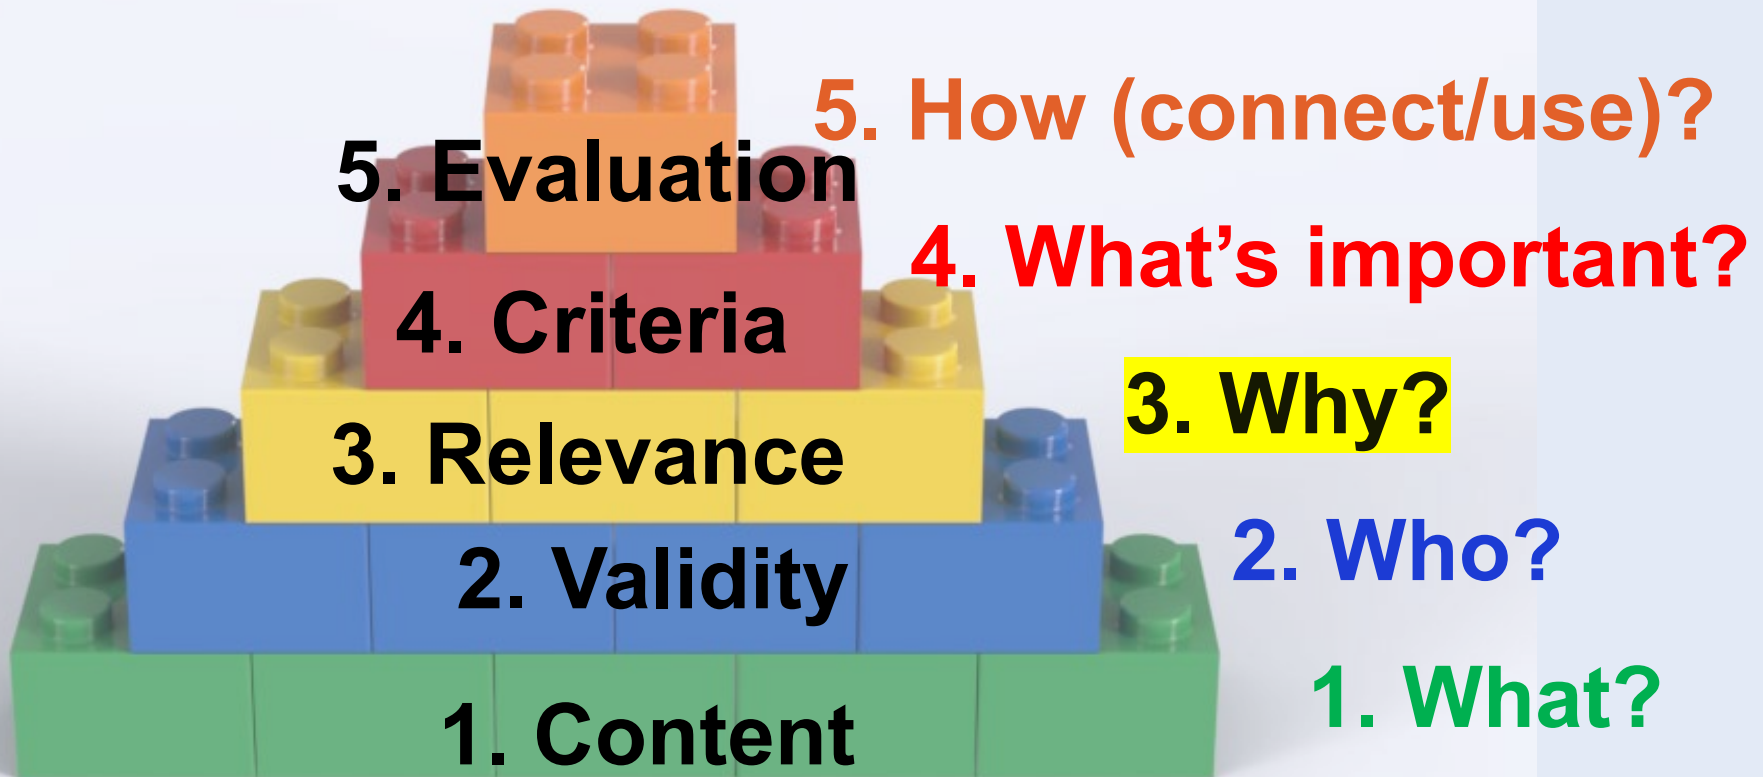 5. How (connect/use)?
5. Evaluation
4. What’s important?
4. Criteria
3. Why?
3. Relevance
2. Who?
2. Validity
1. What?
1. Content